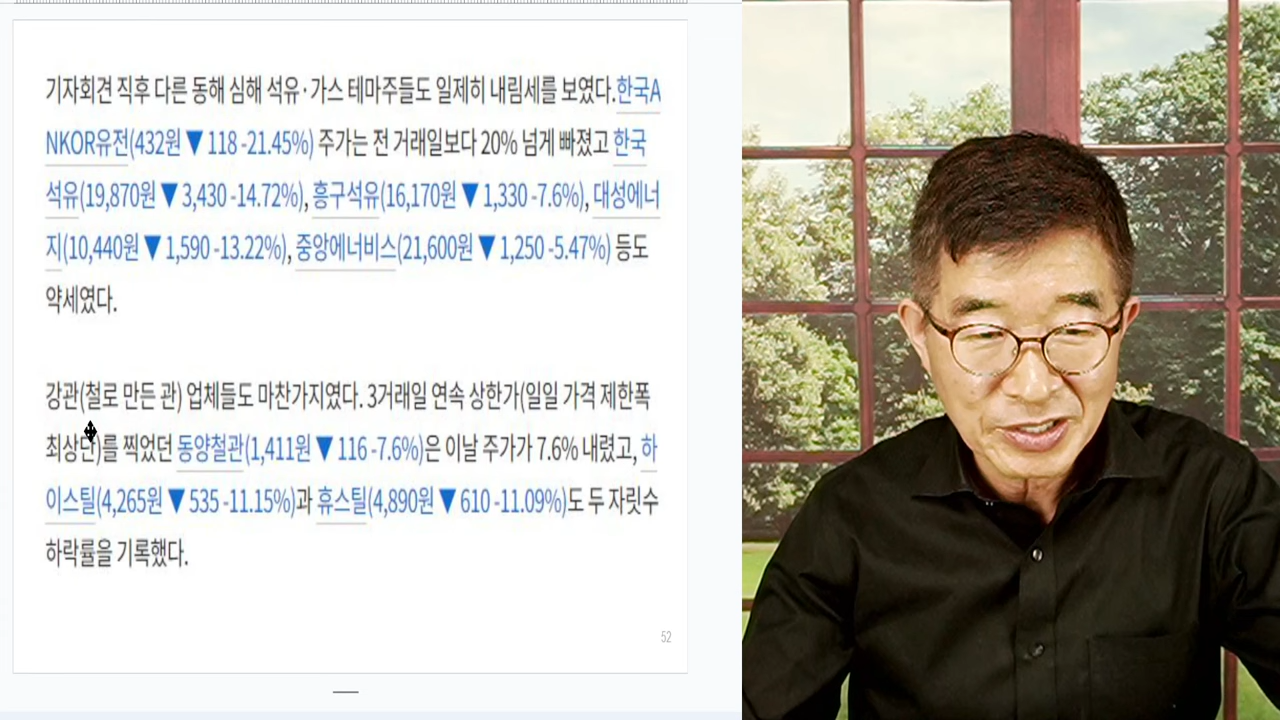 기자회견 직후 다른 동해 심해 석유·가스 테마주들도 일제히 내림세를 보였다.한국A
NKOR유전(432원 ▼ 118 -21.45%) 주가는 전 거래일보다 20% 넘게 빠졌고 한국
석유(19,870원 ▼ 3,430 -14.72%), 흥구석유(16,170원 ▼ 1,330 -7.6%), 대성에너
지(10,440원 ▼ 1,590 -13.22%), 중앙에너비스(21,600원 ▼ 1,250 -5.47%) 등도
약세였다.
강관(철로 만든 관) 업체들도 마찬가지였다. 3거래일 연속 상한가(일일 가격 제한폭
최상단)를 찍었던 동양철관(1,411원 ▼ 116 -7.6%)은 이날 주가가 7.6% 내렸고, 하
이스틸(4,265원 ▼ 535 -11.15%)과 휴스틸(4,890원 ▼ 610 -11.09%)도 두 자릿수
하락률을 기록했다.
52